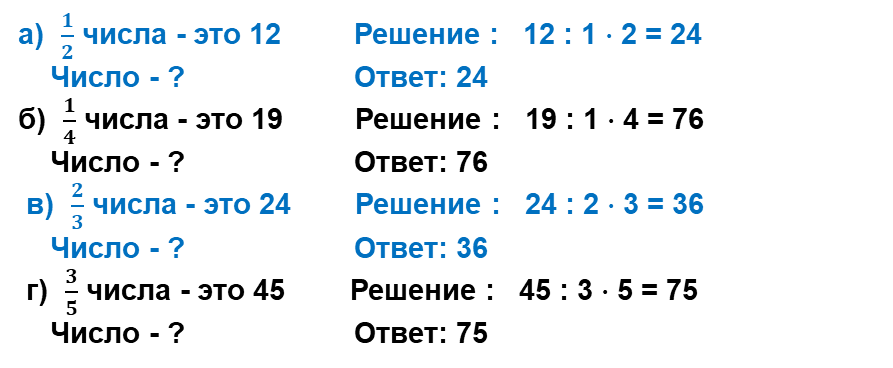 а) 1/2 числа - это 12 Решение : 12 : 1 · 2 = 24
Число - ? Ответ: 24
б) 1/4 числа - это 19 Решение : 19 : 1 · 4 = 76
Число - ? Ответ: 76
в) 2/3 числа - это 24 Решение : 24 : 2 · 3 = 36
Число - ? Ответ: 36
г) 3/5 числа - это 45 Решение : 45 : 3 · 5 = 75
Число - ? Ответ: 75